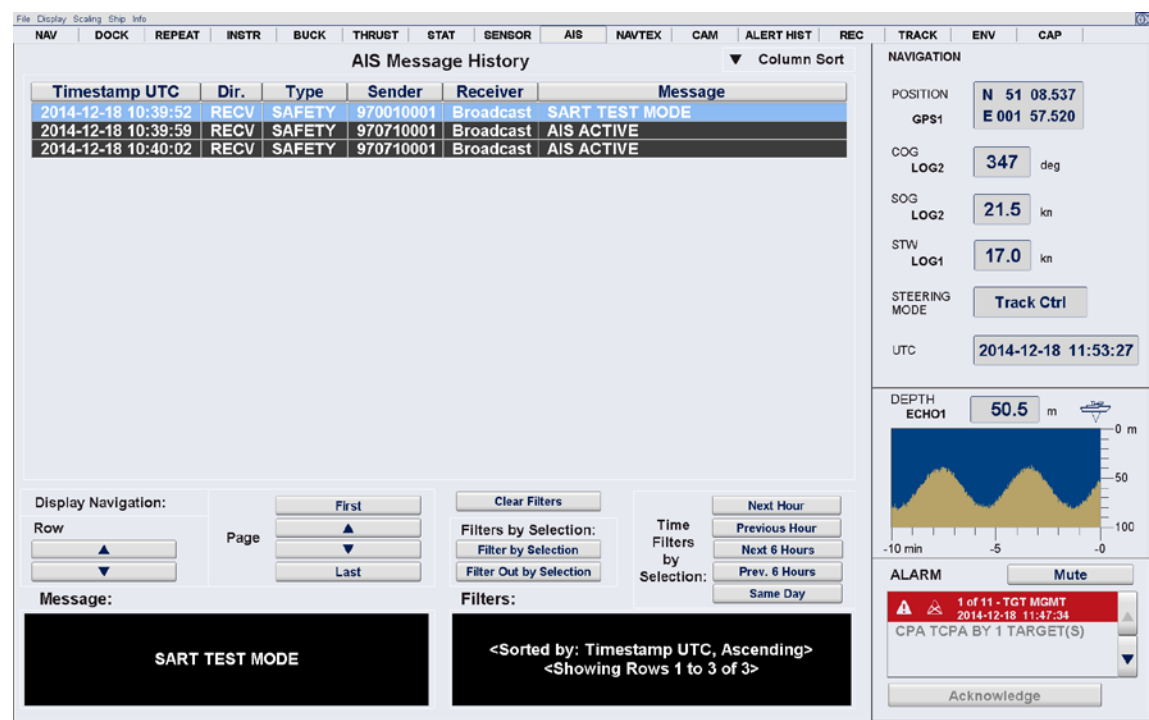 File Display Scaling Ship Info
NAV DOCK REPEAT INSTR BUCK THRUST STAT SENSOR AIS NAVTEX CAM ALERT HIST REC TRACK ENV CAP
AIS Message History
▼ Column Sort
Timestamp UTC Dir. Type Sender Receiver Message
2014-12-18 10:39:52 RECV SAFETY 970010001 Broadcast SART TEST MODE
2014-12-18 10:39:59 RECV SAFETY 970710001 Broadcast AIS ACTIVE
2014-12-18 10:40:02 RECV SAFETY 970710001 Broadcast AIS ACTIVE
Display Navigation:
Row
▲
▼
Page
First
▲
▼
Last
Clear Filters
Filters by Selection:
Filter by Selection
Filter Out by Selection
Time
Filters
by
Selection:
Next Hour
Previous Hour
Next 6 Hours
Prev. 6 Hours
Same Day
Message:
SART TEST MODE
Filters:
<Sorted by: Timestamp UTC, Ascending>
<Showing Rows 1 to 3 of 3>
NAVIGATION
POSITION N 51 08.537
GPS1 E 001 57.520
COG
LOG2 347 deg
SOG
LOG2 21.5 kn
STW
LOG1 17.0 kn
STEERING
MODE Track Ctrl
UTC 2014-12-18 11:53:27
DEPTH
ECHO1 50.5 m
0 m
50
100
-10 min -5 -0
ALARM Mute
1 of 11 - TGT MGMT
2014-12-18 11:47:34
CPA TCPA BY 1 TARGET(S)
Acknowledge